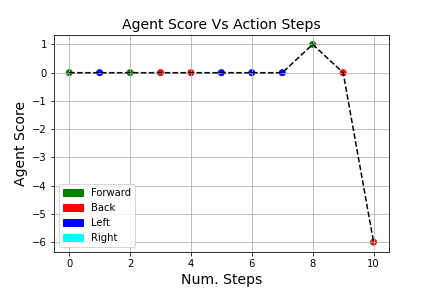 Agent Score Vs Action Steps
Agent Score
1
0
−1
−2
−3
−4
−5
−6
Forward
Back
Left
Right
0 2 4 6 8 10
Num. Steps